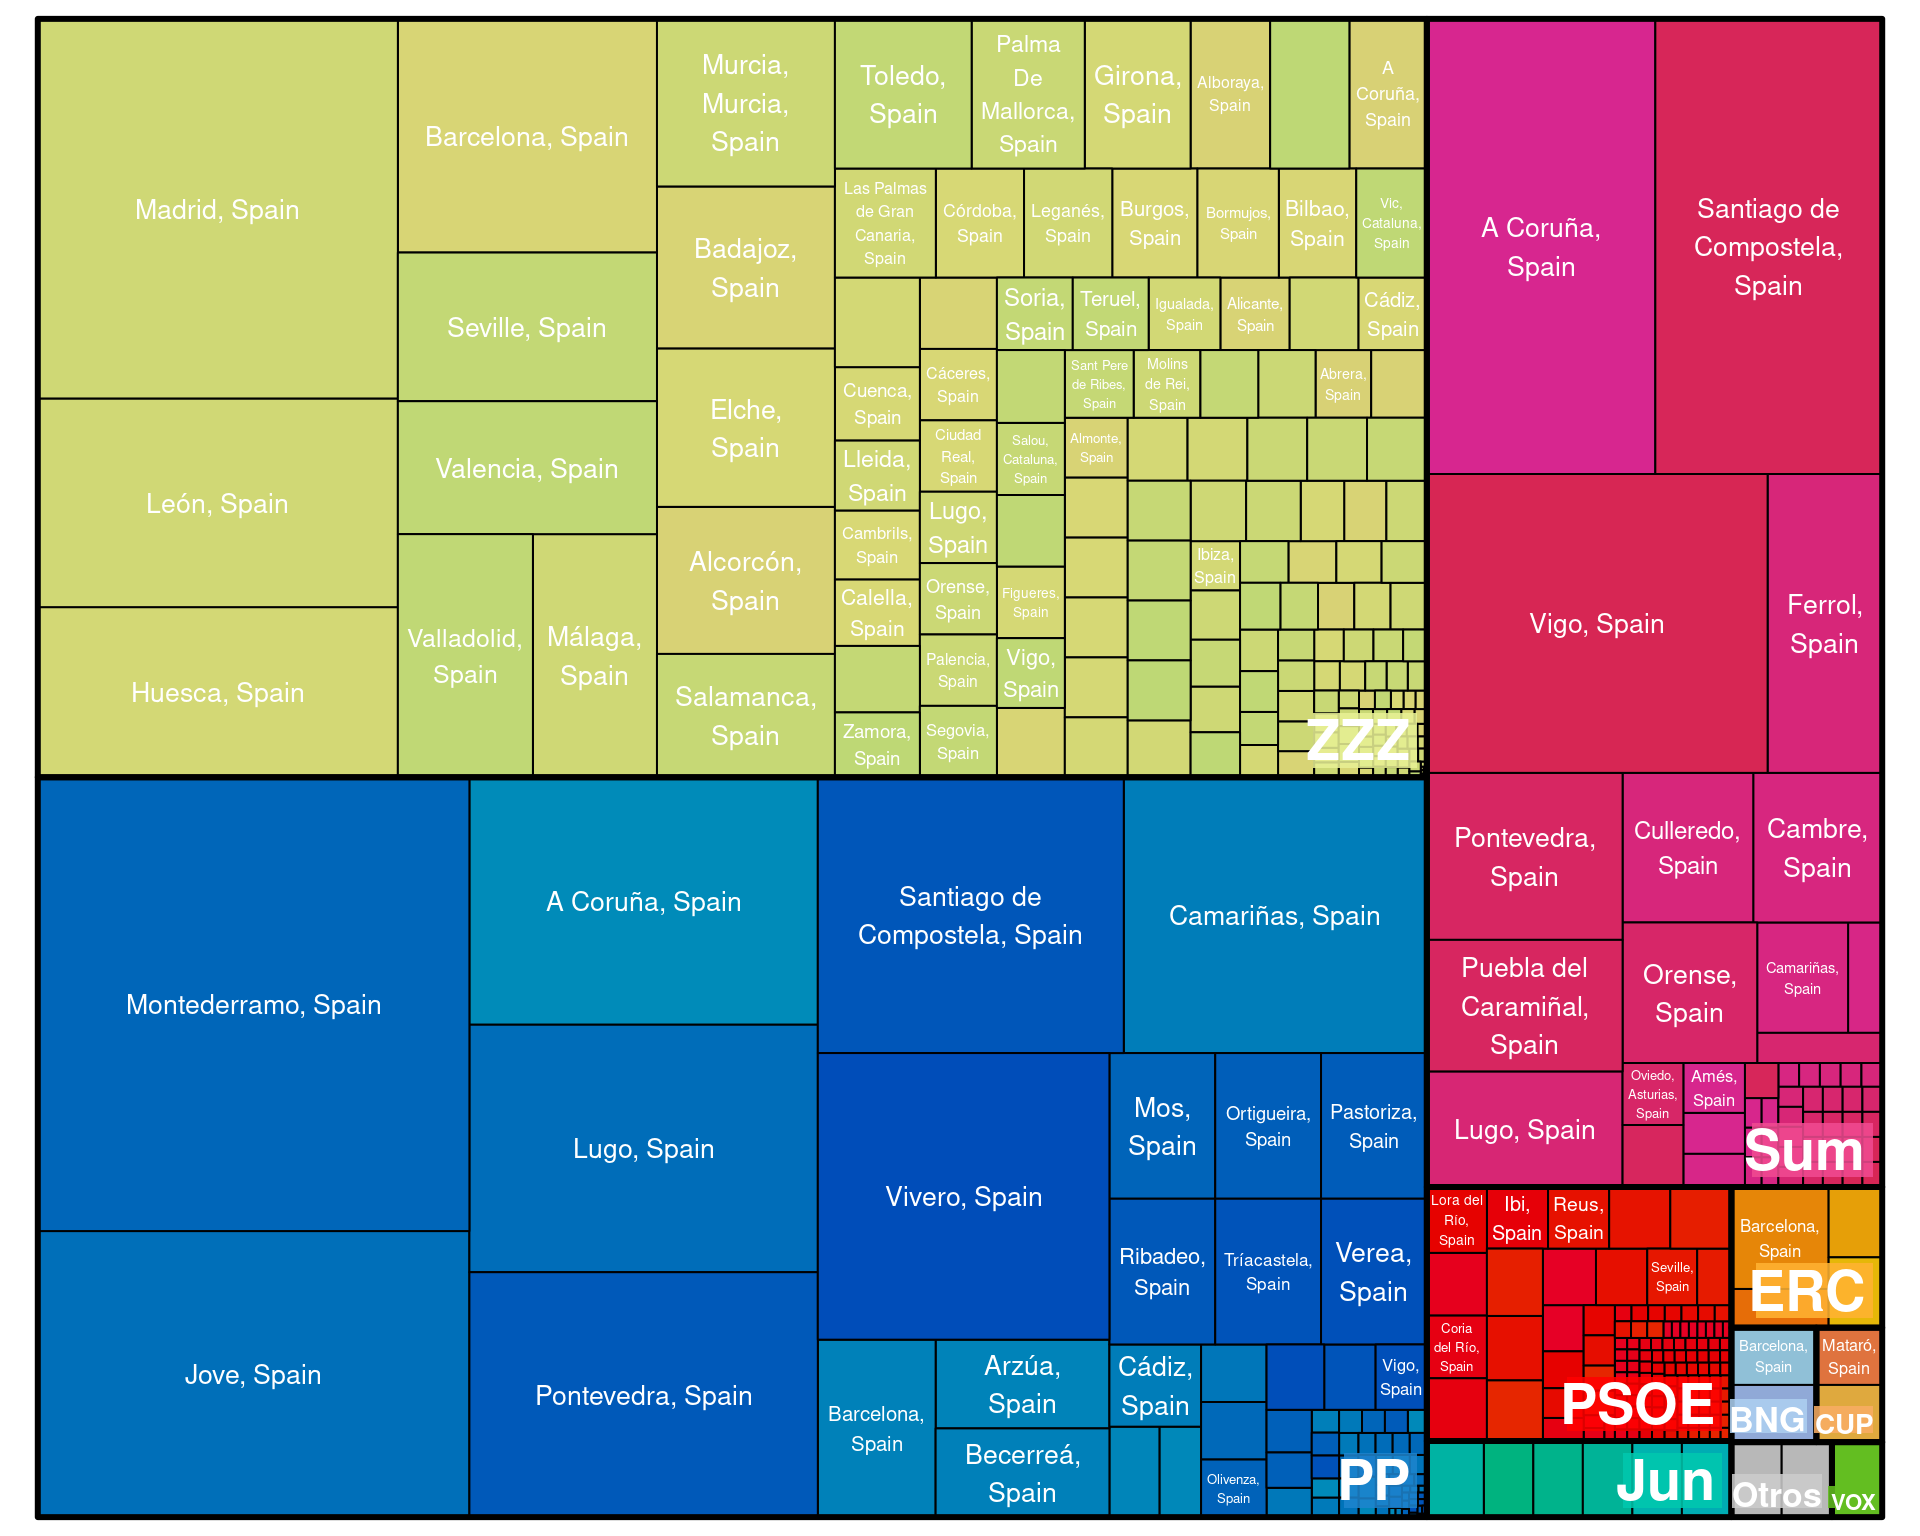 Madrid, Spain
León, Spain
Huesca, Spain
Barcelona, Spain
Seville, Spain
Valencia, Spain
Valladolid,
Spain
Málaga,
Spain
Murcia,
Murcia,
Spain
Badajoz,
Spain
Elche,
Spain
Alcorcón,
Spain
Salamanca,
Spain
Toledo,
Spain
Palma
De
Mallorca,
Spain
Girona,
Spain
Alboraya,
Spain
A
Coruña,
Spain
Las Palmas
de Gran
Canaria,
Spain
Córdoba,
Spain
Leganés,
Spain
Burgos,
Spain
Bormujos,
Spain
Bilbao,
Spain
Vic,
Cataluna,
Spain
Cuenca,
Spain
Lleida,
Spain
Cambrils,
Spain
Calella,
Spain
Zamora,
Spain
Cáceres,
Spain
Ciudad
Real,
Spain
Lugo,
Spain
Orense,
Spain
Palencia,
Spain
Segovia,
Spain
Soria,
Spain
Teruel,
Spain
Igualada,
Spain
Alicante,
Spain
Cádiz,
Spain
Sant Pere
de Ribes,
Spain
Molins
de Rei,
Spain
Abrera,
Spain
Salou,
Cataluna,
Spain
Almonte,
Spain
Figueres,
Spain
Vigo,
Spain
Ibiza,
Spain
ZZZ
Montederramo, Spain
Jove, Spain
A Coruña, Spain
Lugo, Spain
Pontevedra, Spain
Santiago de
Compostela, Spain
Camariñas, Spain
Vivero, Spain
Mos,
Spain
Ortigueira,
Spain
Pastoriza,
Spain
Ribadeo,
Spain
Tríacastela,
Spain
Verea,
Spain
Barcelona,
Spain
Arzúa,
Spain
Becerreá,
Spain
Cádiz,
Spain
Olivenza,
Spain
Vigo,
Spain
PP
A Coruña,
Spain
Santiago de
Compostela,
Spain
Vigo, Spain
Ferrol,
Spain
Pontevedra,
Spain
Culleredo,
Spain
Cambre,
Spain
Puebla del
Caramiñal,
Spain
Orense,
Spain
Camariñas,
Spain
Lugo, Spain
Oviedo,
Asturias,
Spain
Amés,
Spain
Sum
Lora del
Río,
Spain
Ibi,
Spain
Reus,
Spain
Seville,
Spain
Coria
del Río,
Spain
PSOE
Barcelona,
Spain
ERC
Barcelona,
Spain
BNG
Mataró,
Spain
CUP
Jun
Otros
VOX